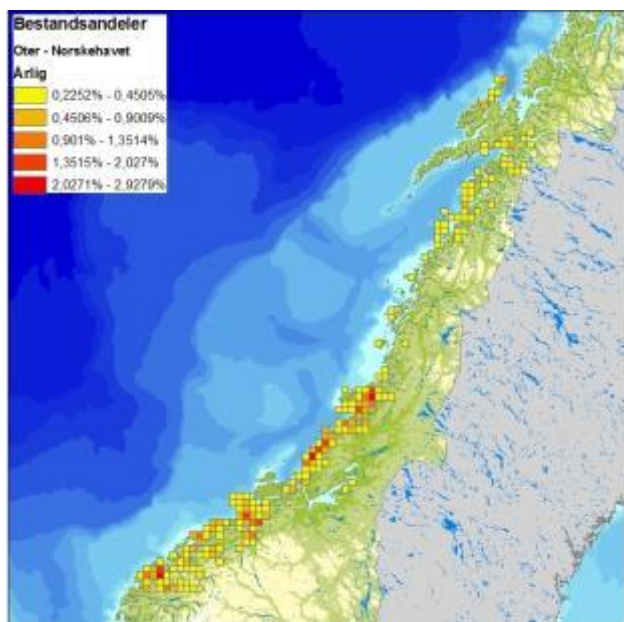 Bestandsandeler
Oter - Norskehavet
Årlig
0,2252% - 0,4505%
0,4506% - 0,9009%
0,901% - 1,3514%
1,3515% - 2,027%
2,0271% - 2,9279%